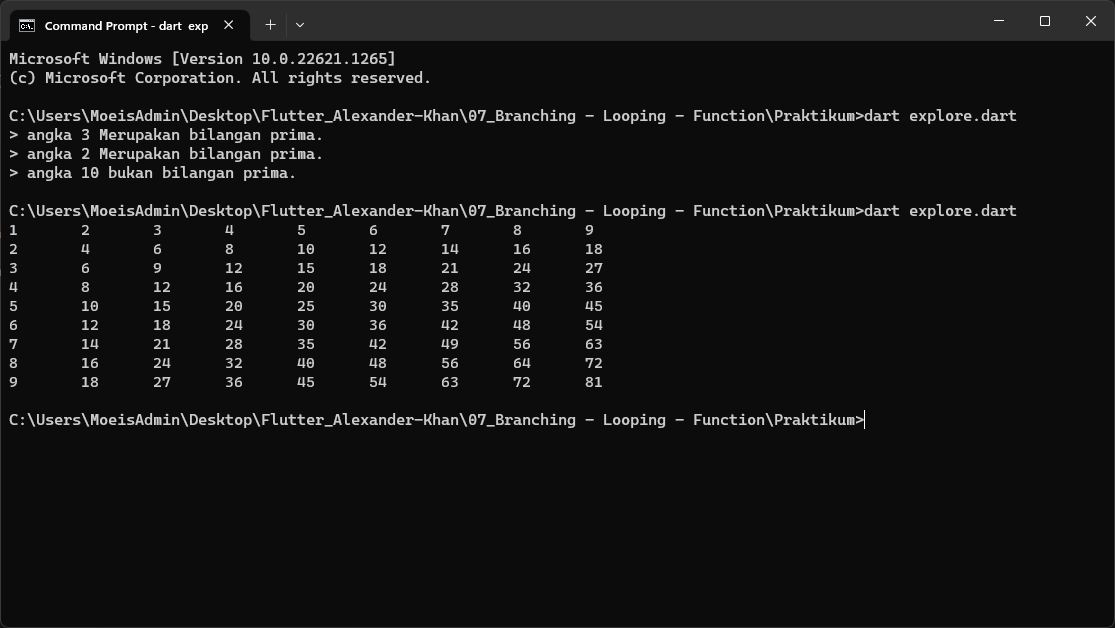 Command Prompt - dart exp
Microsoft Windows [Version 10.0.22621.1265]
(c) Microsoft Corporation. All rights reserved.
C:\Users\MoeisAdmin\Desktop\Flutter_Alexander-Khan\07_Branching - Looping - Function\Praktikum>dart explore.dart
> angka 3 Merupakan bilangan prima.
> angka 2 Merupakan bilangan prima.
> angka 10 bukan bilangan prima.
C:\Users\MoeisAdmin\Desktop\Flutter_Alexander-Khan\07_Branching - Looping - Function\Praktikum>dart explore.dart
1 2 3 4 5 6 7 8 9
2 4 6 8 10 12 14 16 18
3 6 9 12 15 18 21 24 27
4 8 12 16 20 24 28 32 36
5 10 15 20 25 30 35 40 45
6 12 18 24 30 36 42 48 54
7 14 21 28 35 42 49 56 63
8 16 24 32 40 48 56 64 72
9 18 27 36 45 54 63 72 81
C:\Users\MoeisAdmin\Desktop\Flutter_Alexander-Khan\07_Branching - Looping - Function\Praktikum>